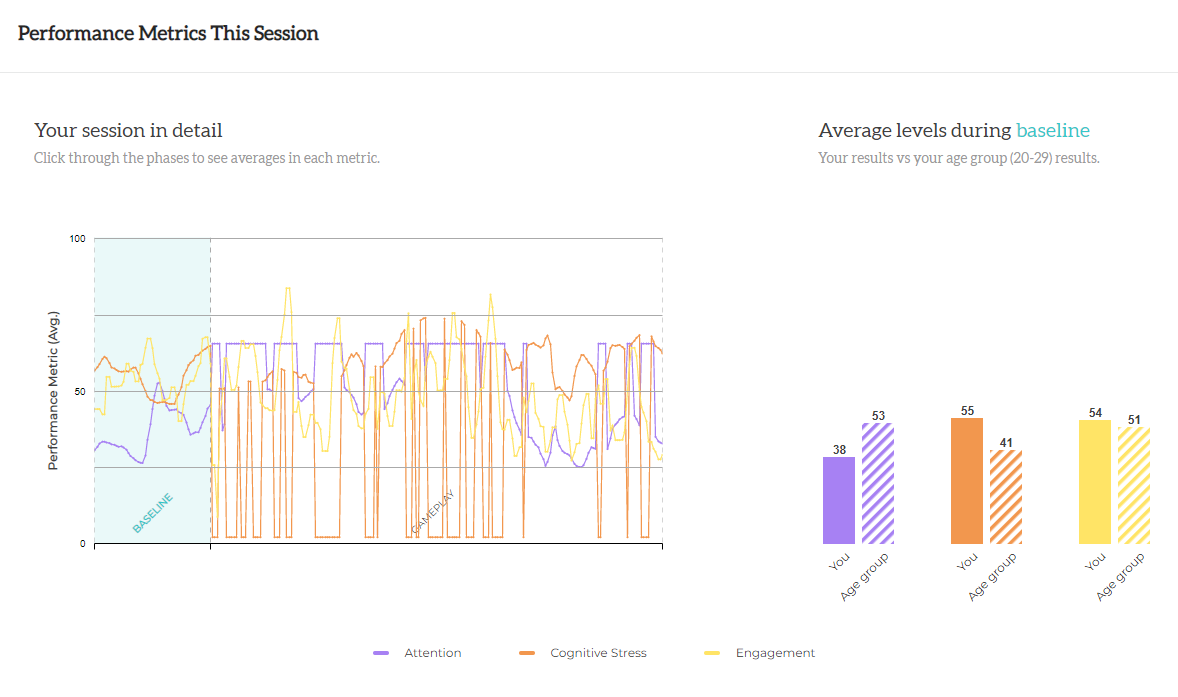 Performance Metrics This Session
Your session in detail
Click through the phases to see averages in each metric.
Average levels during baseline
Your results vs your age group (20-29) results.
Performance Metric (Avg.)
100
50
0
BASELINE
GAMEPLAY
38
53
55
41
54
51
You
Age group
You
Age group
You
Age group
Attention
Cognitive Stress
Engagement